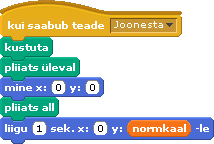 kui saabub teade Joonesta
kustuta
pliiats üleval
mine x: 0 y: 0
pliiats all
liigu 1 sek. x: 0 y: normkaal -le